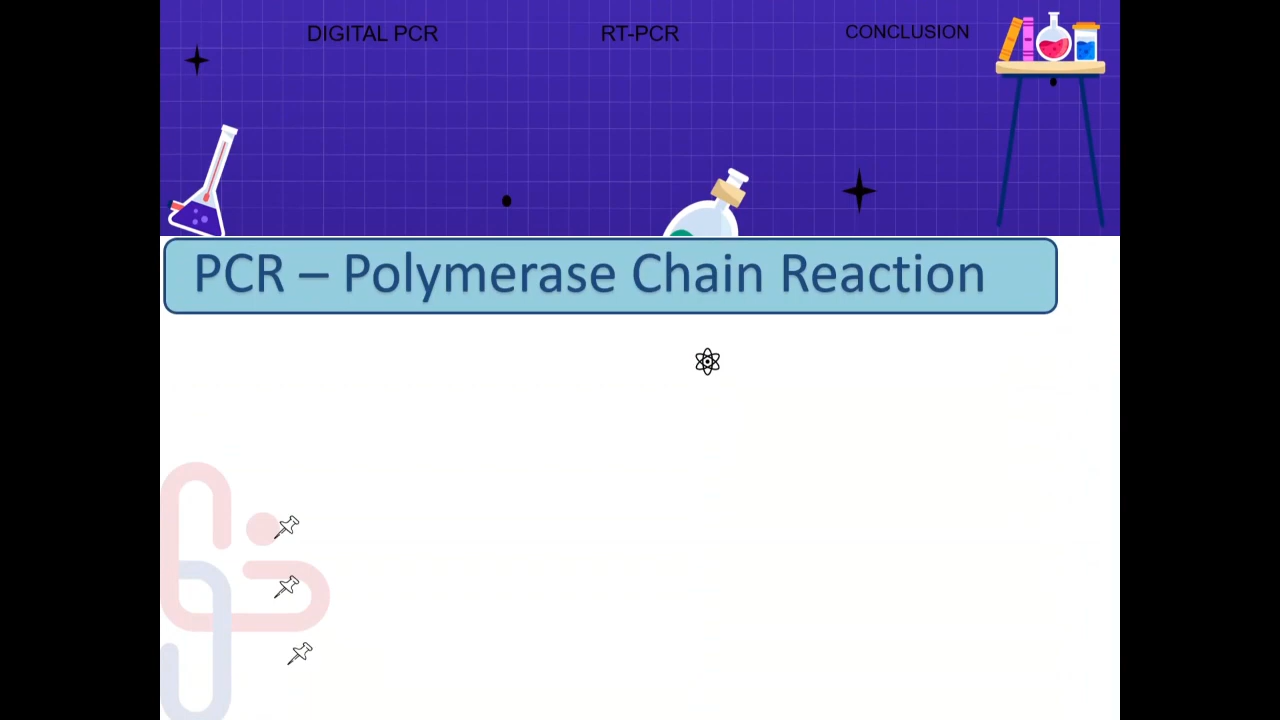 DIGITAL PCR
RT-PCR
CONCLUSION
PCR – Polymerase Chain Reaction